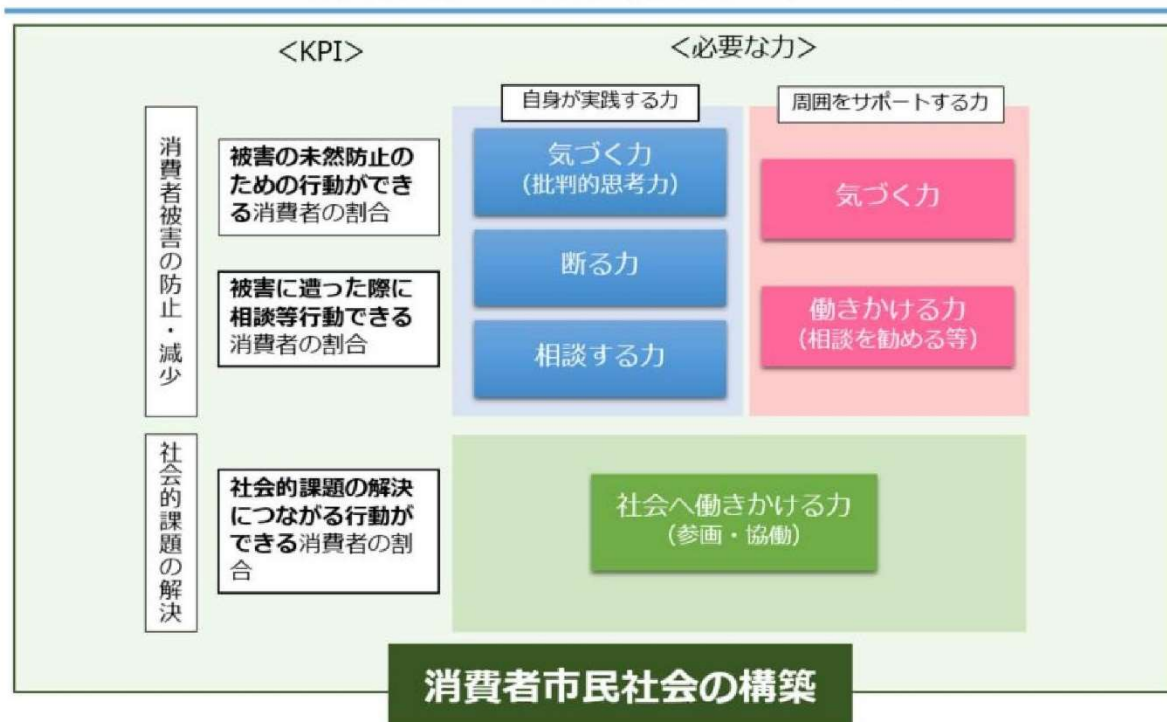 <KPI>
<必要な力>
消費者被害の防止・減少
被害の未然防止の
ための行動ができ
る消費者の割合
被害に遭った際に
相談等行動できる
消費者の割合
自身が実践する力
気づく力
(批判的思考力)
断る力
相談する力
周囲をサポートする力
気づく力
働きかける力
(相談を勧める等)
社会的課題の解決
社会的課題の解決
につながる行動が
できる消費者の割
合
社会へ働きかける力
(参画・協働)
消費者市民社会の構築